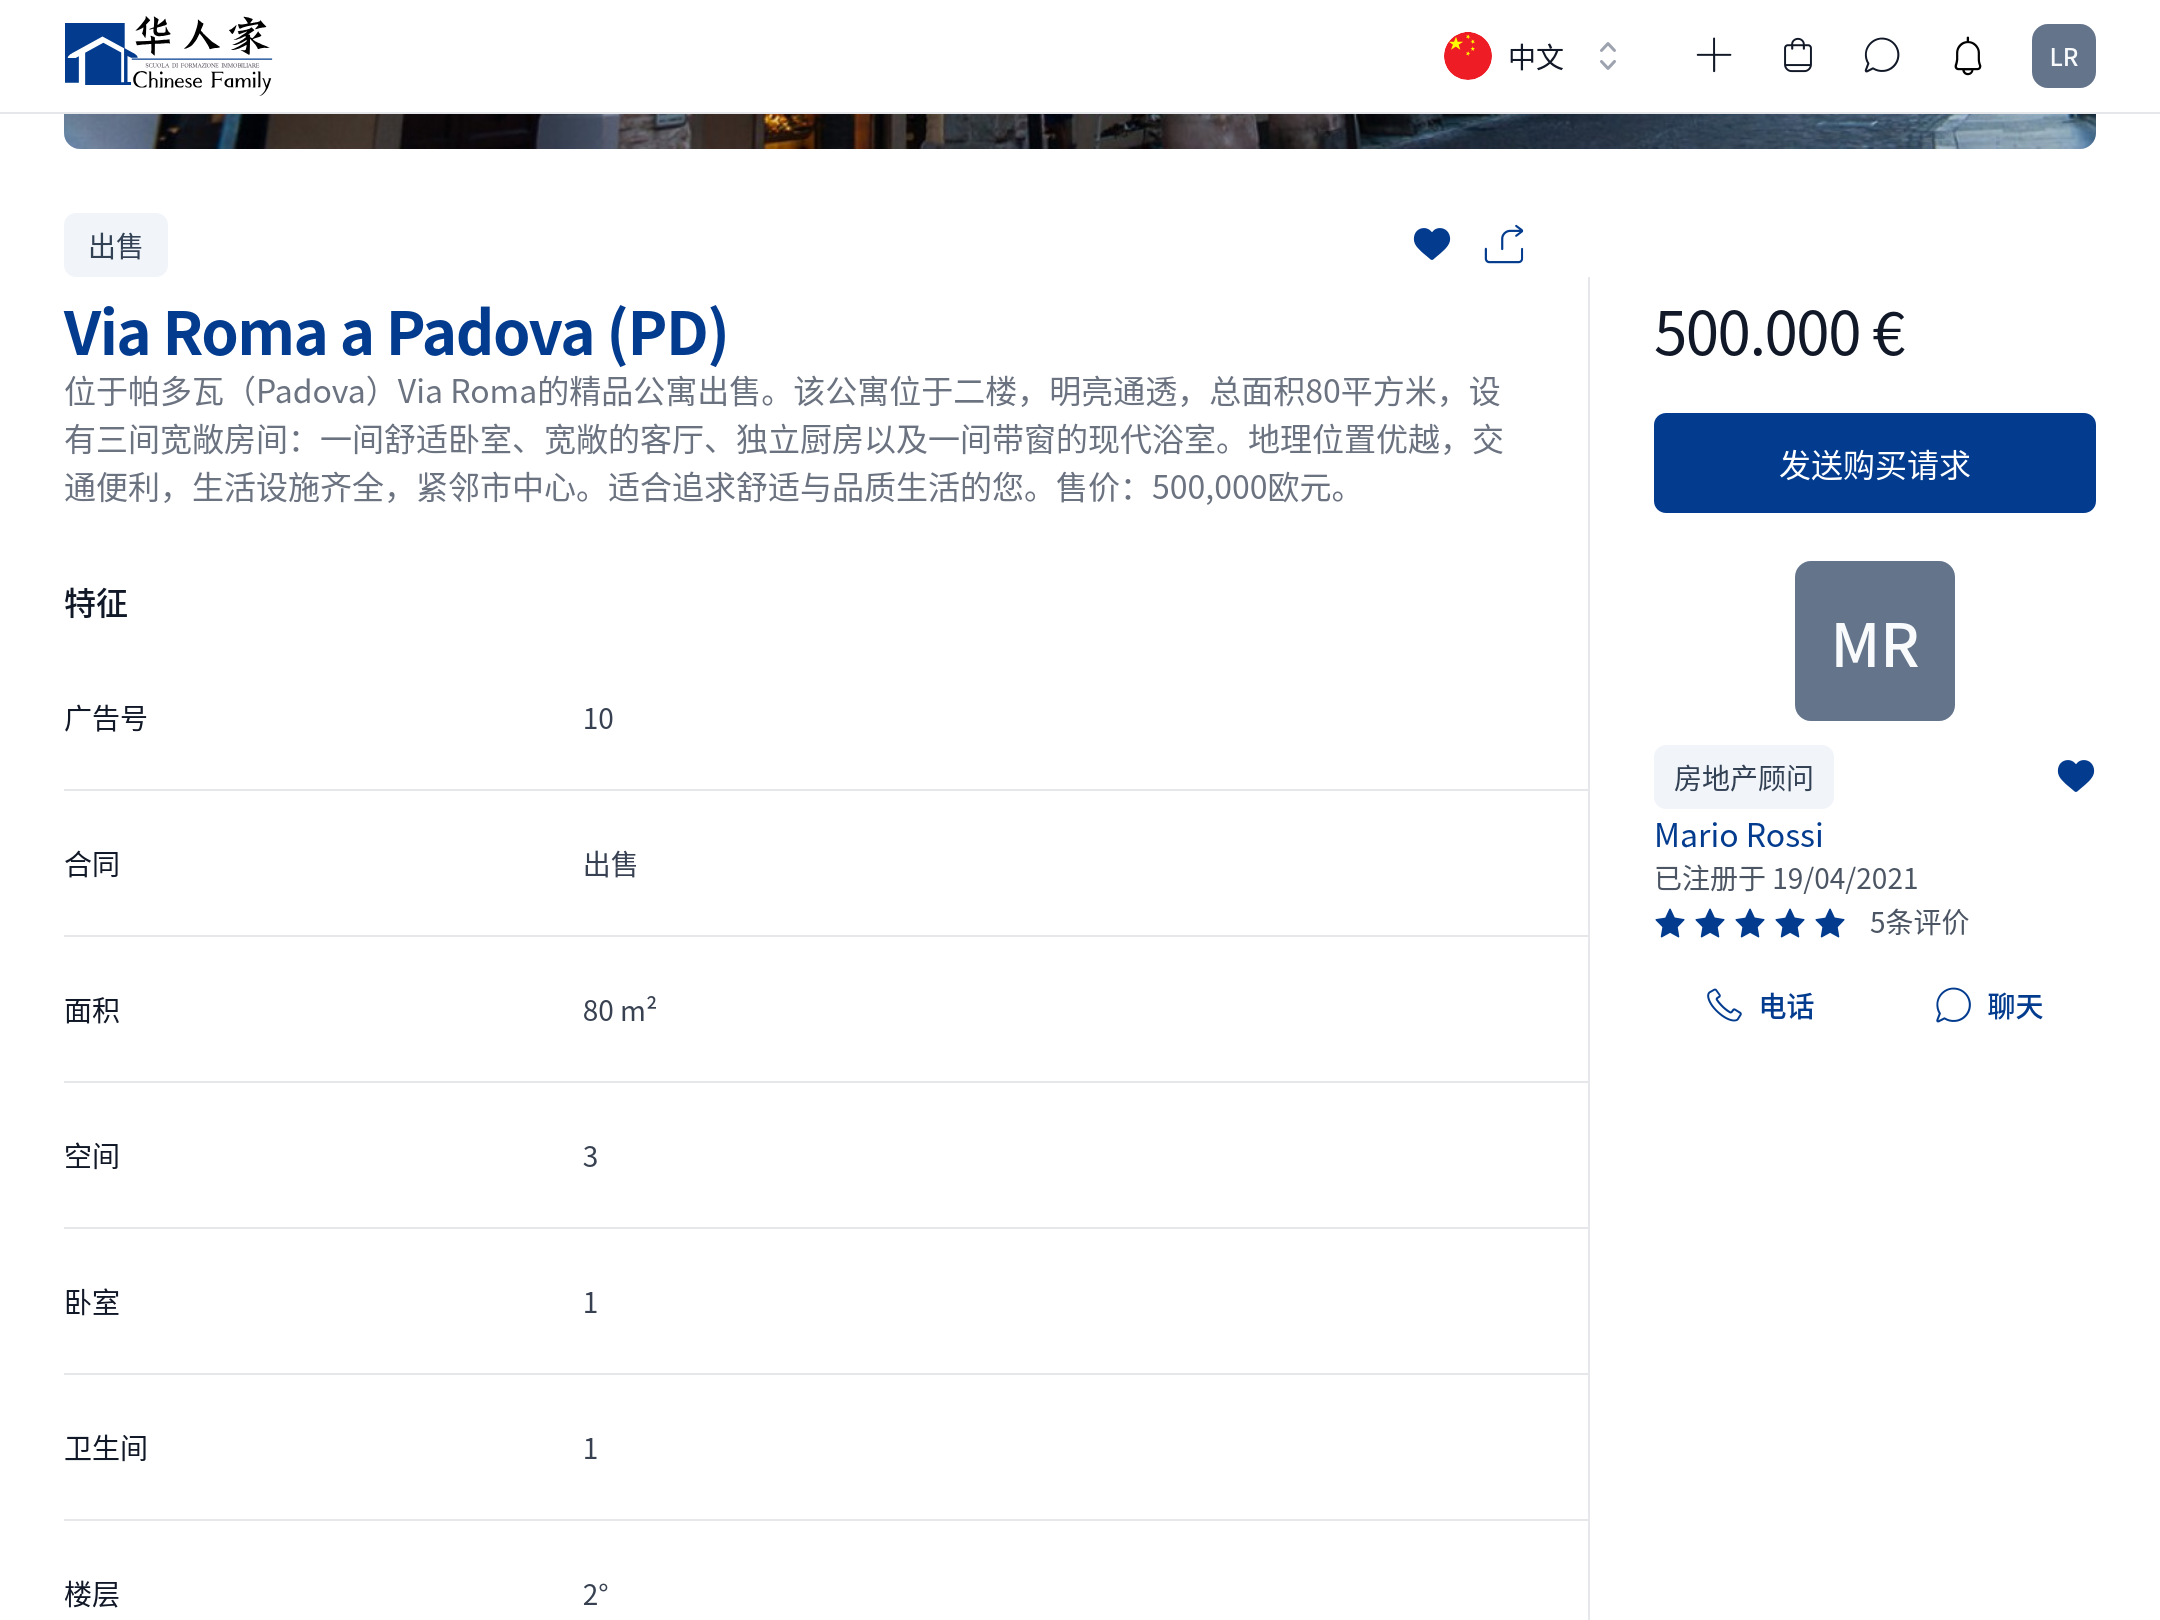 华人家
SCUOLA DI FORMAZIONE IMMOBILIARE
Chinese Family
中文
LR
出售
Via Roma a Padova (PD)
位于帕多瓦（Padova）Via Roma的精品公寓出售。该公寓位于二楼，明亮通透，总面积80平方米，设
有三间宽敞房间：一间舒适卧室、宽敞的客厅、独立厨房以及一间带窗的现代浴室。地理位置优越，交
通便利，生活设施齐全，紧邻市中心。适合追求舒适与品质生活的您。售价：500,000欧元。
特征
广告号 10
合同 出售
面积 80 m²
空间 3
卧室 1
卫生间 1
楼层 2°
500.000 €
发送购买请求
MR
房地产顾问
Mario Rossi
已注册于 19/04/2021
5条评价
电话 聊天